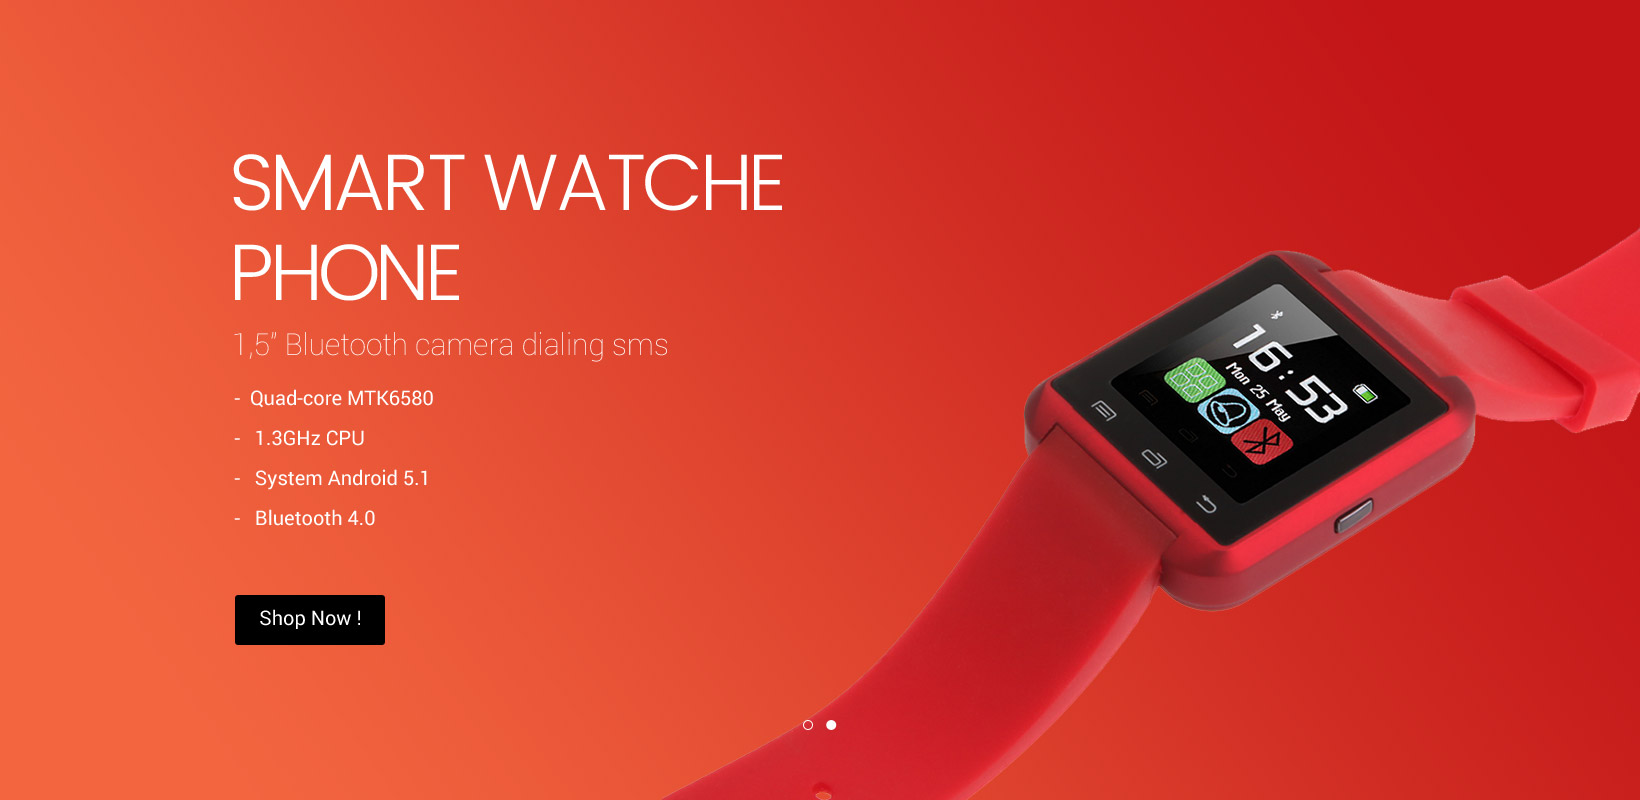 SMART WATCHE
PHONE
1,5” Bluetooth camera dialing sms
- Quad-core MTK6580
- 1.3GHz CPU
- System Android 5.1
- Bluetooth 4.0
Shop Now !
16:53
Mon 25 May